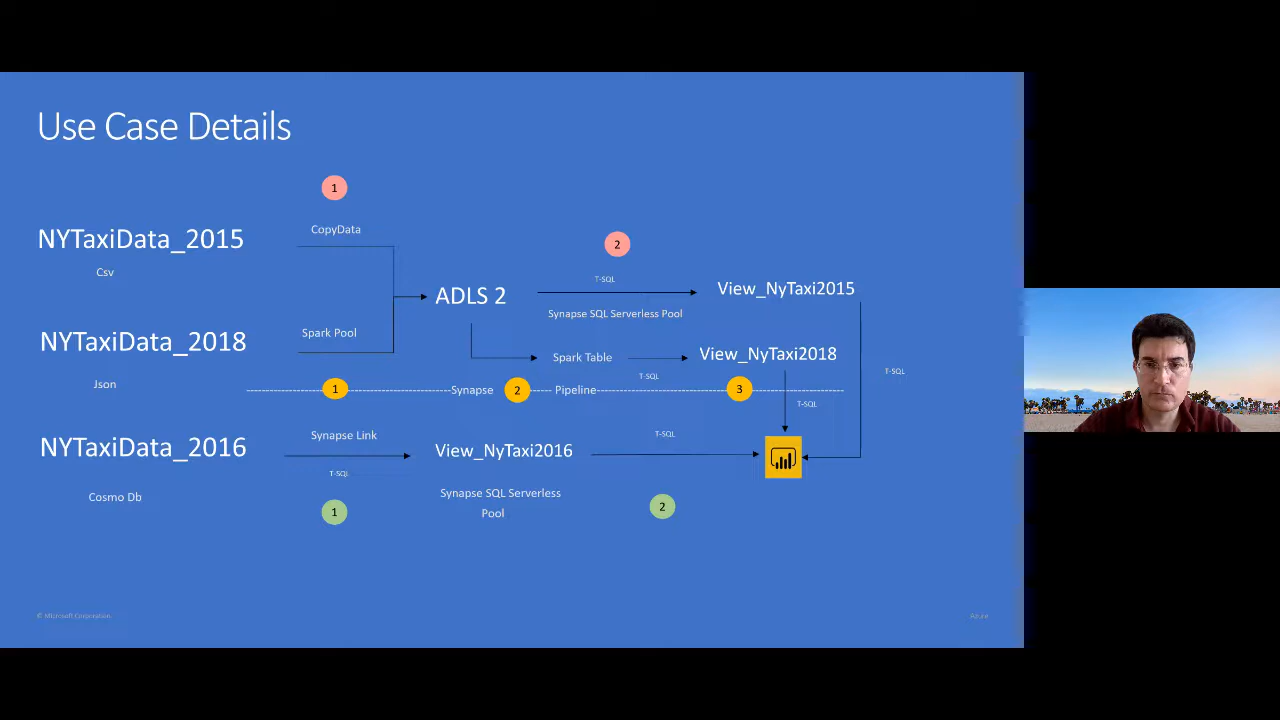 Use Case Details
1
NYTaxiData_2015
CopyData
Csv
2
T-SQL
ADLS 2
View_NyTaxi2015
Synapse SQL Serverless Pool
NYTaxiData_2018
Spark Pool
Spark Table
View_NyTaxi2018
T-SQL
T-SQL
Json
1
Synapse
2
Pipeline
3
T-SQL
NYTaxiData_2016
Synapse Link
View_NyTaxi2016
T-SQL
T-SQL
Cosmo Db
Synapse SQL Serverless
Pool
1
2
© Microsoft Corporation
Azure